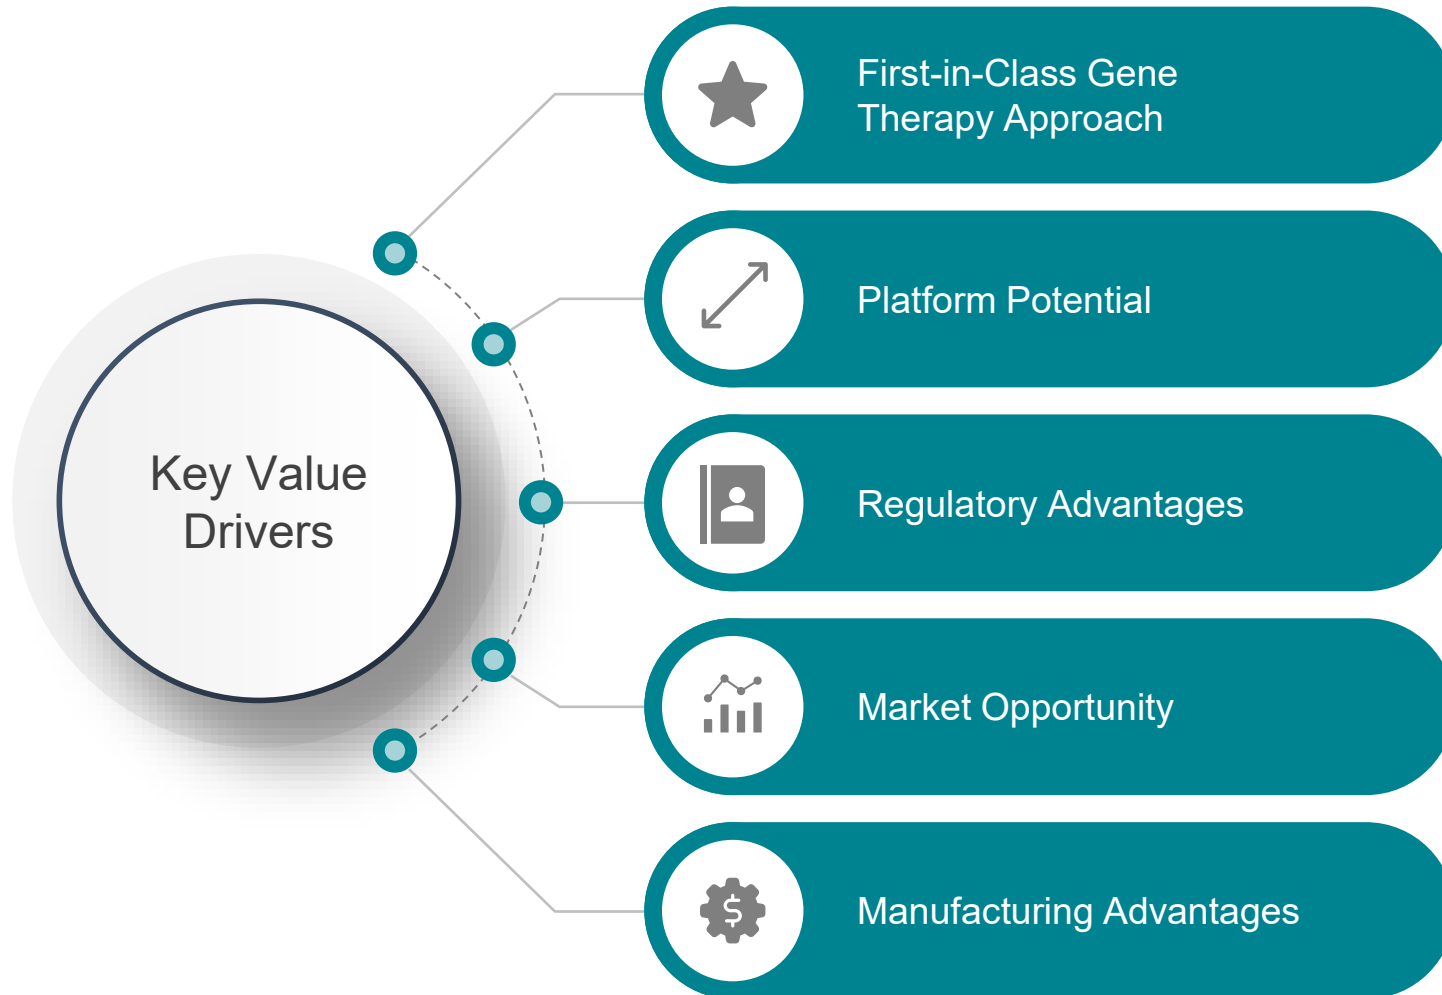 Key Value
Drivers
First-in-Class Gene
Therapy Approach
Platform Potential
Regulatory Advantages
Market Opportunity
$
Manufacturing Advantages